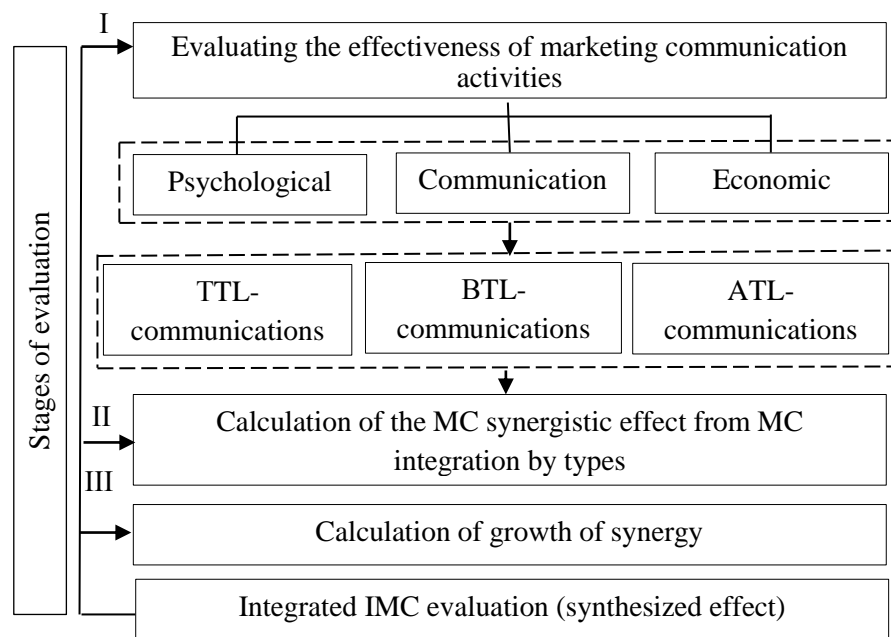 I
Evaluating the effectiveness of marketing communication
activities
Psychological
Communication
Economic
TTL-
communications
BTL-
communications
ATL-
communications
Stages of evaluation
II
Calculation of the MC synergistic effect from MC
integration by types
III
Calculation of growth of synergy
Integrated IMC evaluation (synthesized effect)